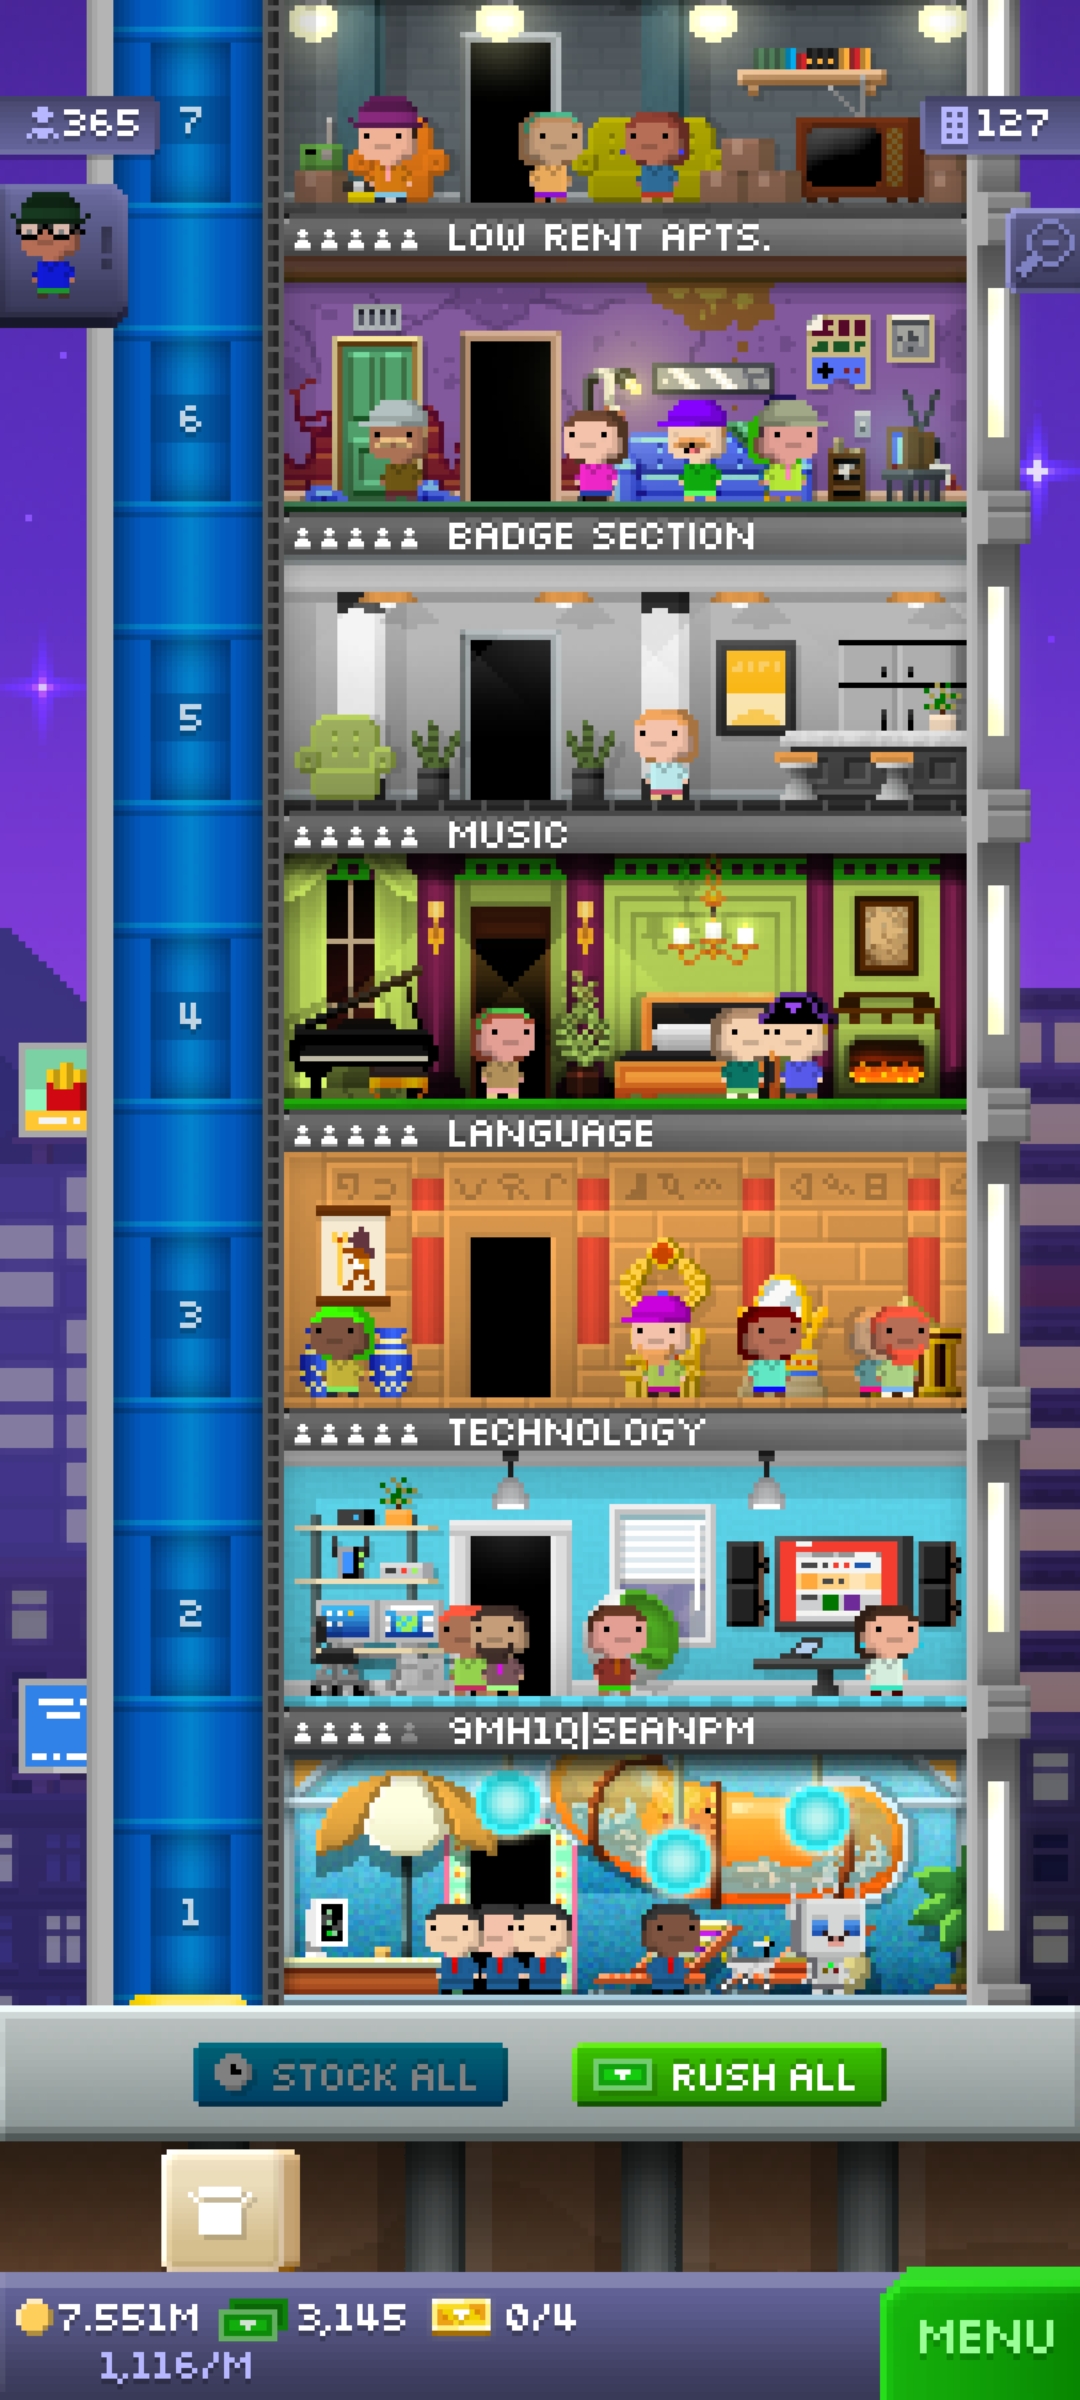 7
365
127
LOW RENT APTS.
6
BADGE SECTION
5
MUSIC
4
LANGUAGE
3
TECHNOLOGY
2
9MH1Q|SEANPM
1
STOCK ALL
RUSH ALL
7.551M 3,145 0/4
1,116/M
MENU